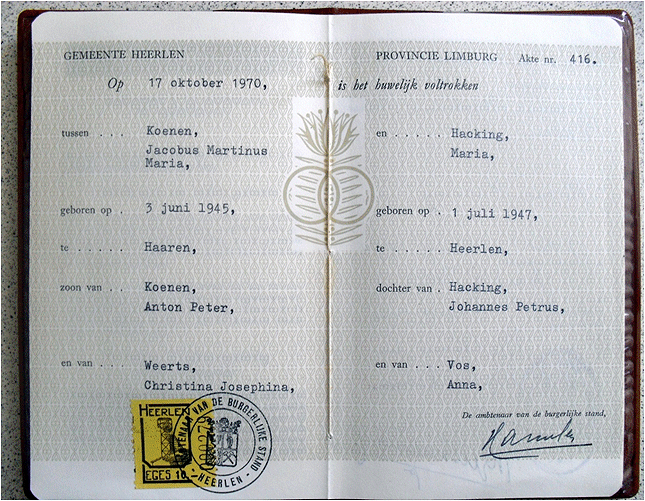 GEMEENTE HEERLEN
Op 17 oktober 1970,
tussen . . . Koenen,
Jacobus Martinus
Maria,
geboren op . 3 juni 1945,
te . . . . . Haaren,
zoon van . . Koenen,
Anton Peter,
en van . . . Weerts,
Christina Josephina,
HEERLEN
LEGES
VAN DE BURGERLIJKE STAND
- HEERLEN -
PROVINCIE LIMBURG Akte nr. 416.
is het huwelijk voltrokken
en . . . . . Hacking,
Maria,
geboren op . 1 juli 1947,
te . . . . . Heerlen,
dochter van . Hacking,
Johannes Petrus,
en van . . . Vos,
Anna,
De ambtenaar van de burgerlijke stand,